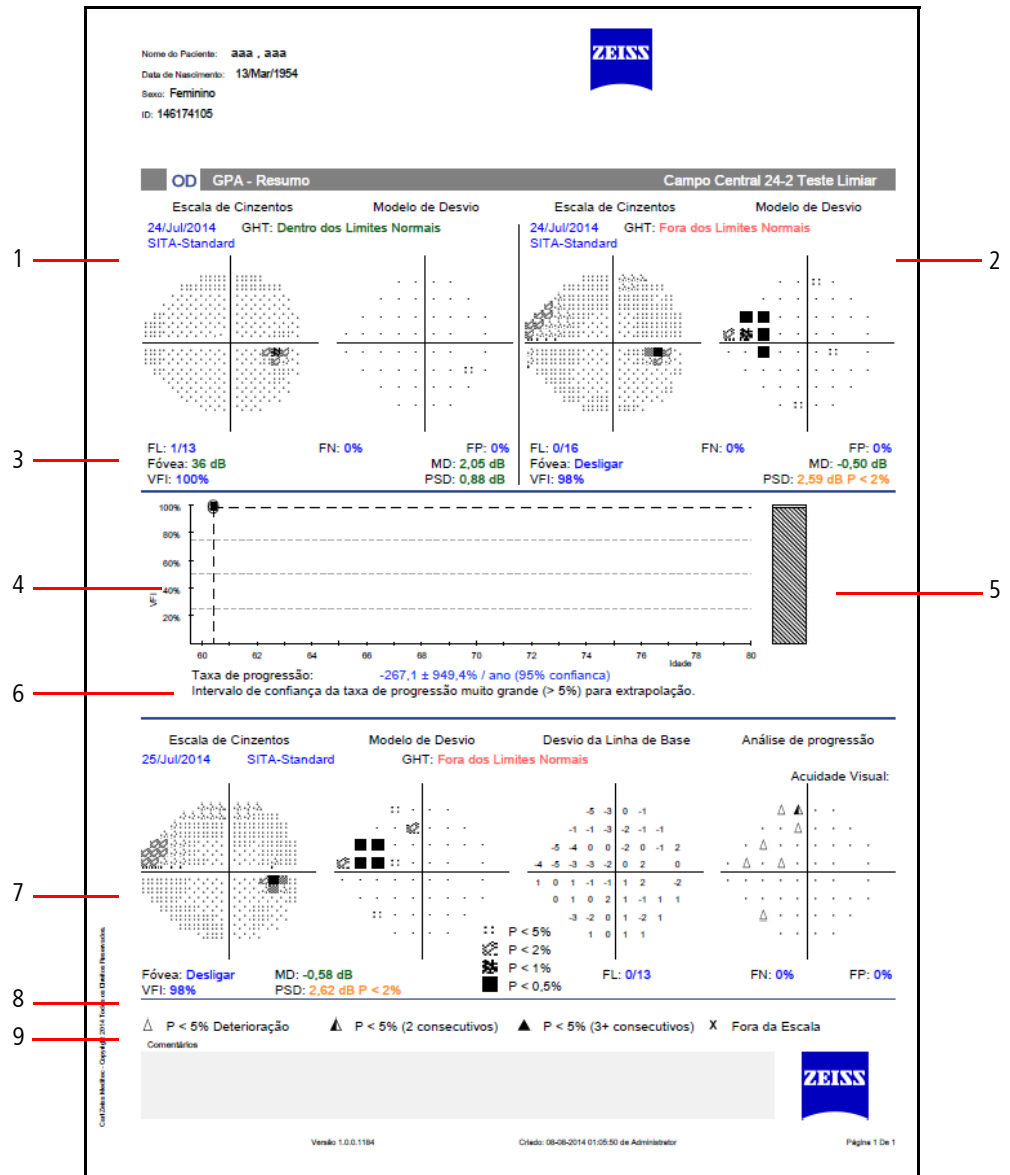 Nome do Paciente: aaa , aaa
Data de Nascimento: 13/Mar/1954
Sexo: Feminino
ID: 146174105
ZEISS
OD GPA - Resumo Campo Central 24-2 Teste Limiar
Escala de Cinzentos Modelo de Desvio Escala de Cinzentos Modelo de Desvio
24/Jul/2014 GHT: Dentro dos Limites Normais 24/Jul/2014 GHT: Fora dos Limites Normais
SITA-Standard SITA-Standard
1 2
3
FL: 1/13 FN: 0% FP: 0% FL: 0/16 FN: 0% FP: 0%
Fóvea: 36 dB MD: 2,05 dB Fóvea: Desligar MD: -0,50 dB
VFI: 100% PSD: 0,88 dB VFI: 98% PSD: 2,59 dB P < 2%
100%
80%
60%
4 VFI 40% 5
20%
60 62 64 66 68 70 72 74 76 78 80
Idade
Taxa de progressão: -267,1 ± 949,4% / ano (95% confianca)
6 Intervalo de confiança da taxa de progressão muito grande (> 5%) para extrapolação.
Escala de Cinzentos Modelo de Desvio Desvio da Linha de Base Análise de progressão
25/Jul/2014 SITA-Standard GHT: Fora dos Limites Normais
Acuidade Visual:
-5 -3 0 -1
-1 -1 -3 -2 -1 -1
-5 -4 0 0 -2 0 -1 2
-4 -5 -3 -3 -2 0 2 0
1 0 1 -1 -1 1 2 -2
7
0 1 0 2 1 -1 1 1
-3 -2 0 1 -2 1
1 0 1 1
P < 5%
P < 2%
P < 1%
P < 0,5%
Fóvea: Desligar MD: -0,58 dB FL: 0/13 FN: 0% FP: 0%
VFI: 98% PSD: 2,62 dB P < 2%
8
△ P < 5% Deterioração ◭ P < 5% (2 consecutivos) ▲ P < 5% (3+ consecutivos) X Fora da Escala
9
Comentários
ZEISS
Carl Zeiss Meditec - Copyright 2014 Todos os Direitos Reservados.
Versão 1.0.0.1184 Criado: 08-08-2014 01:05:50 de Administrator Página 1 De 1